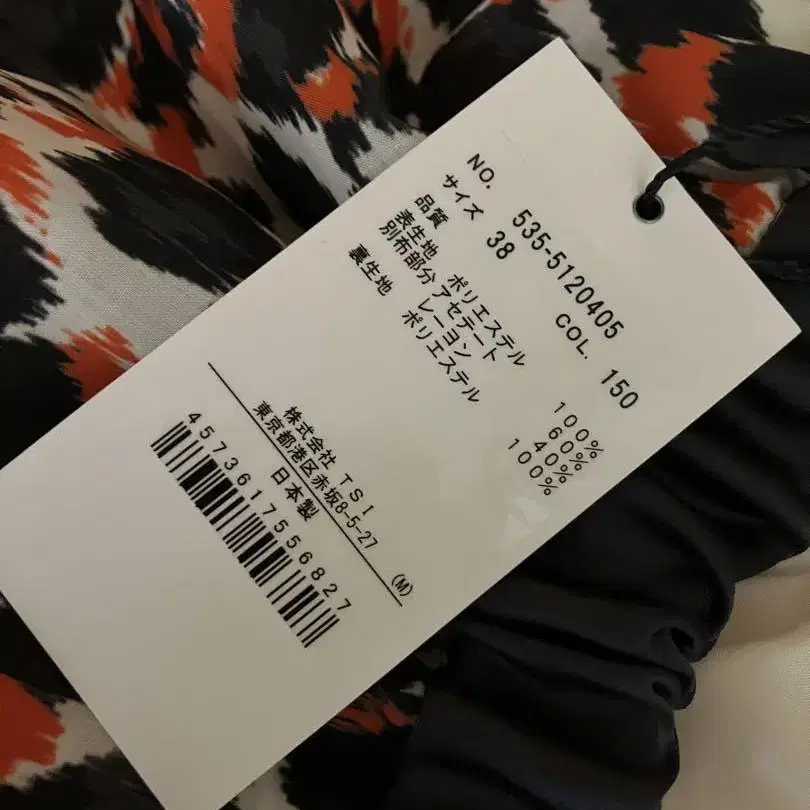 NO. 535-5120405 COL. 150
サイズ 38
品質
表生地 ポリエステル 100%
別布部分 アセテート 60%
レーヨン 40%
裏生地 ポリエステル 100%
株式会社 TSI
東京都港区赤坂8-5-27 (M)
日本製
4573617556827